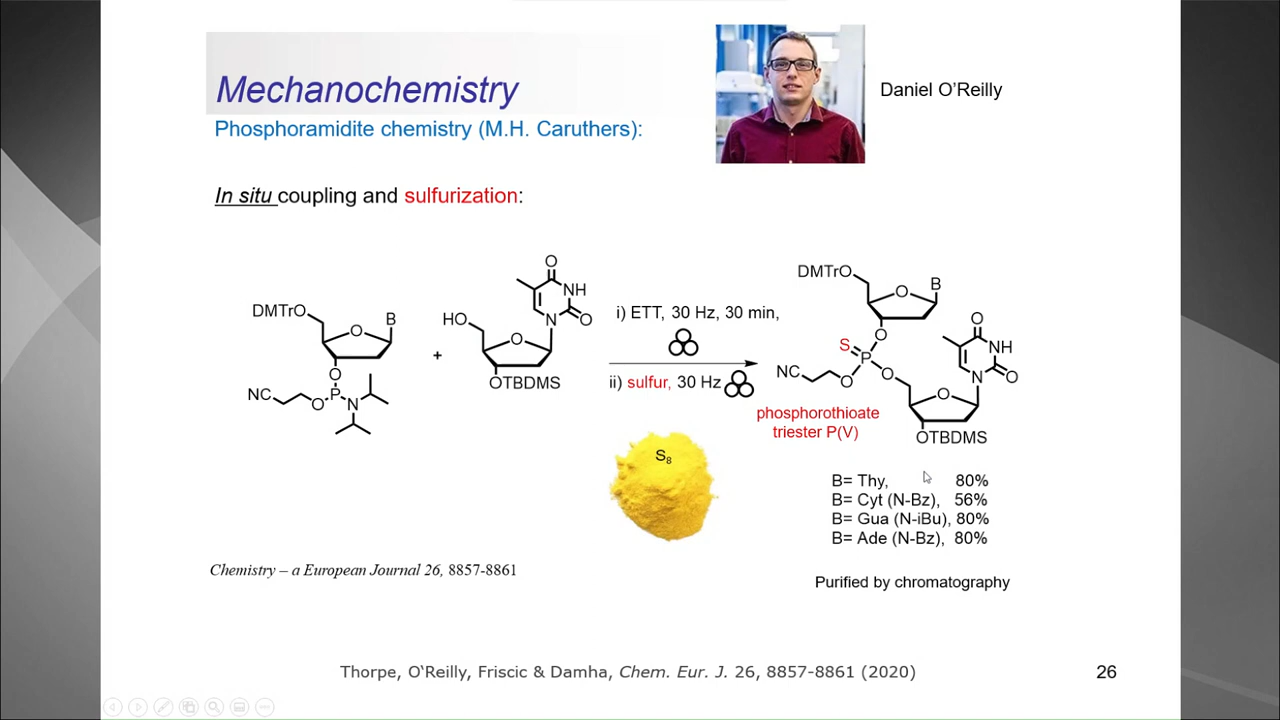 Mechanochemistry
Daniel O'Reilly
Phosphoramidite chemistry (M.H. Caruthers):
In situ coupling and sulfurization:
DMTrO
O
B
O
CNC
O
P
N
+
HO
O
NH
N
O
O
OTBDMS
i) ETT, 30 Hz, 30 min,
ii) sulfur, 30 Hz
S8
DMTrO
O
B
O
S
P
NC
O
O
O
NH
N
O
O
OTBDMS
phosphorothioate
triester P(V)
B= Thy, 80%
B= Cyt (N-Bz), 56%
B= Gua (N-iBu), 80%
B= Ade (N-Bz), 80%
Purified by chromatography
Chemistry – a European Journal 26, 8857-8861
Thorpe, O‘Reilly, Friscic & Damha, Chem. Eur. J. 26, 8857-8861 (2020)
26